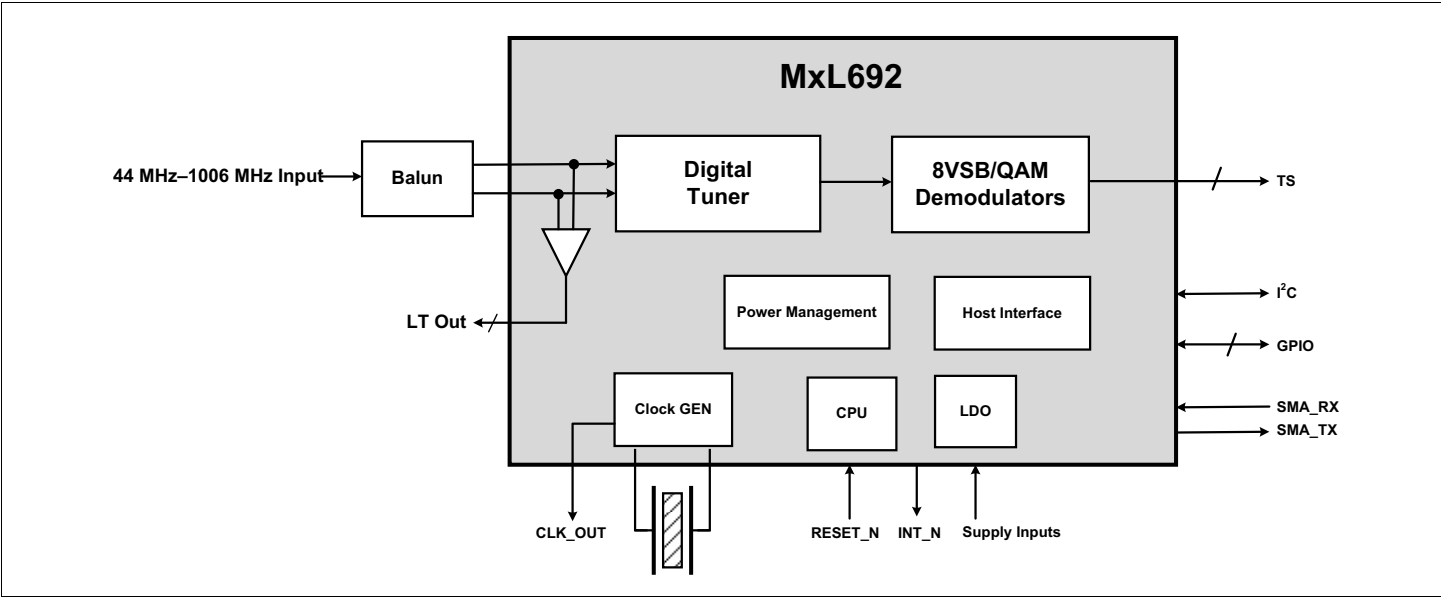 MxL692
44 MHz–1006 MHz Input
Balun
Digital
Tuner
8VSB/QAM
Demodulators
TS
Power Management
Host Interface
I²C
LT Out
GPIO
Clock GEN
CPU
LDO
SMA_RX
SMA_TX
CLK_OUT
RESET_N
INT_N
Supply Inputs